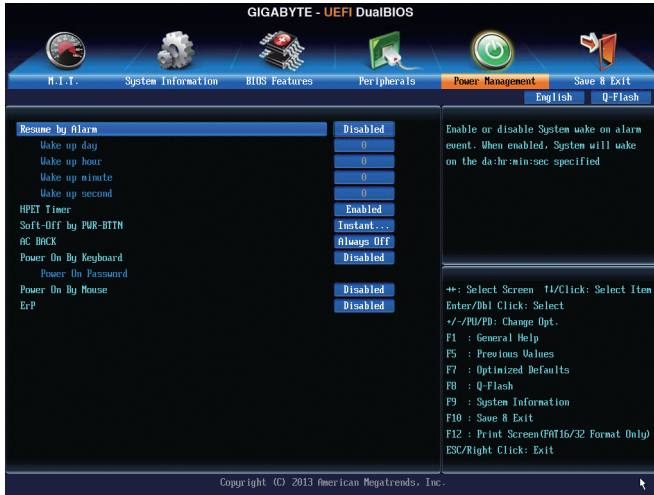 GIGABYTE - UEFI DualBIOS
M.I.T. System Information BIOS Features Peripherals Power Management Save & Exit
English Q-Flash
Resume by Alarm Disabled
Wake up day 0
Wake up hour 0
Wake up minute 0
Wake up second 0
HPET Timer Enabled
Soft-Off by PWR-BTTN Instant...
AC BACK Always Off
Power On By Keyboard Disabled
Power On Password
Power On By Mouse Disabled
ErP Disabled
Enable or disable System wake on alarm
event. When enabled, System will wake
on the da:hr:min:sec specified
→←: Select Screen ↑↓/Click: Select Item
Enter/Dbl Click: Select
+/-/PU/PD: Change Opt.
F1 : General Help
F5 : Previous Values
F7 : Optimized Defaults
F8 : Q-Flash
F9 : System Information
F10 : Save & Exit
F12 : Print Screen(FAT16/32 Format Only)
ESC/Right Click: Exit
Copyright (C) 2013 American Megatrends, Inc.